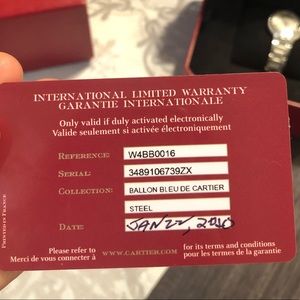 INTERNATIONAL LIMITED WARRANTY
GARANTIE INTERNATIONALE
Only valid if duly activated electronically
Valide seulement si activée électroniquement
REFERENCE: W4BB0016
SERIAL: 3489106739ZX
COLLECTION: BALLON BLEU DE CARTIER
STEEL
DATE: JAN 22, 2020
Please refer to
Merci de vous connecter à
WWW.CARTIER.COM
for its terms and conditions
pour les termes de la garantie
PRINTED IN FRANCE